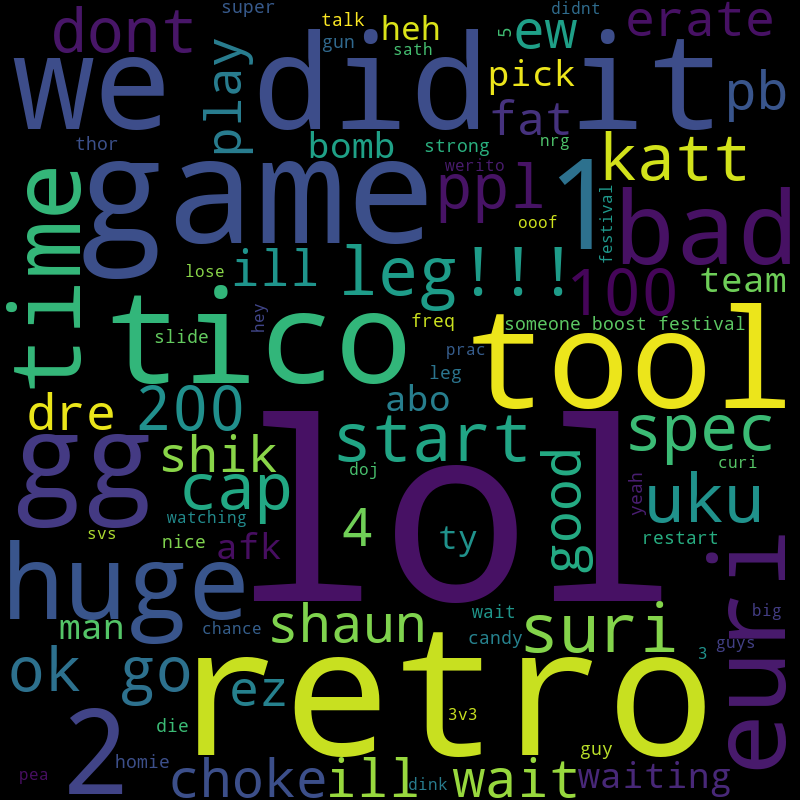 super
didnt
talk
heh
ew
erate
dont
gun
sath
5
we did it
play
pick
pb
fat
thor
bomb
strong
nrg
katt
game
werito
ppl
1
festival
ooof
bad
time
lose
ill
leg!!!
100
team
tico
hey
freq
someone boost festival
slide
tool
prac
leg
dre
200
abo
gg
shik
start
spec
doj
good
curi
cap
lol
yeah
uku
watching
svs
nice
afk
4
ty
restart
huge
man
chance
shaun
wait
candy
suri
euri
big
guys
3
ok go
ez
retro
2
die
3v3
homie
guy
pea
choke
ill
dink
wait
waiting